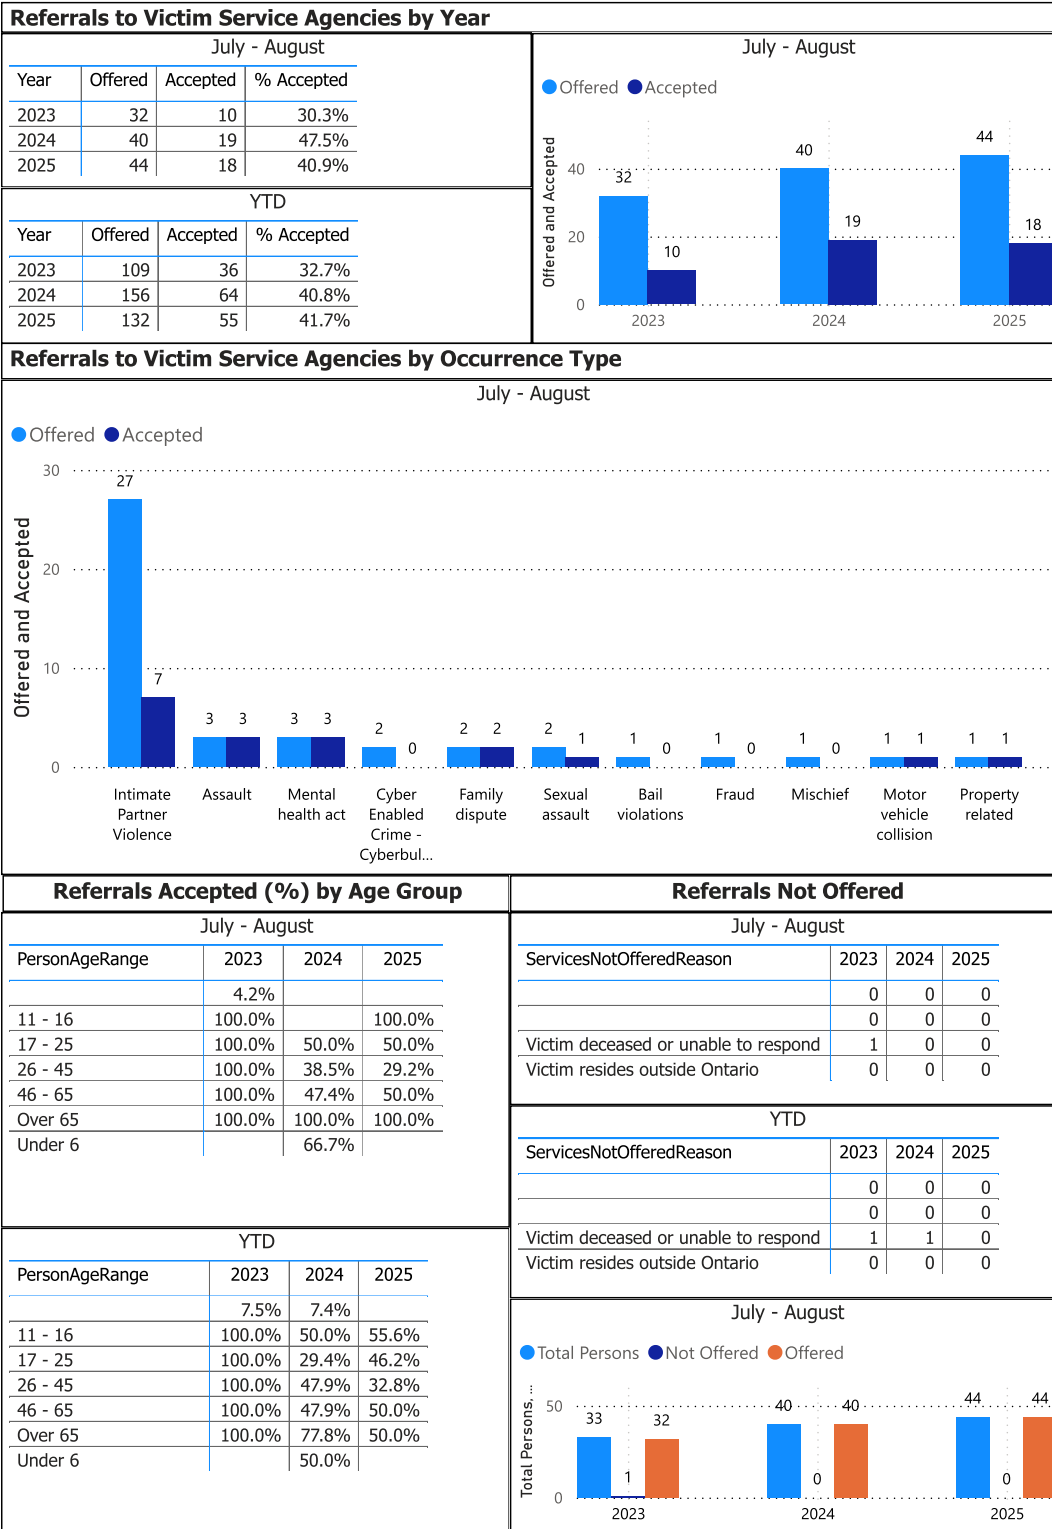 Referrals to Victim Service Agencies by Year
July - August
Year Offered Accepted % Accepted
2023 32 10 30.3%
2024 40 19 47.5%
2025 44 18 40.9%
YTD
Year Offered Accepted % Accepted
2023 109 36 32.7%
2024 156 64 40.8%
2025 132 55 41.7%
July - August
Offered Accepted
Offered and Accepted
40
20
0
32
10
40
19
44
18
2023 2024 2025
Referrals to Victim Service Agencies by Occurrence Type
July - August
Offered Accepted
Offered and Accepted
30
20
10
0
27 7 3 3 3 3 2 0 2 2 2 1 1 0 1 0 1 0 1 1 1 1
Intimate Partner Violence
Assault
Mental health act
Cyber Enabled Crime - Cyberbul...
Family dispute
Sexual assault
Bail violations
Fraud
Mischief
Motor vehicle collision
Property related
Referrals Accepted (%) by Age Group
July - August
PersonAgeRange 2023 2024 2025
4.2%
11 - 16 100.0% 100.0%
17 - 25 100.0% 50.0% 50.0%
26 - 45 100.0% 38.5% 29.2%
46 - 65 100.0% 47.4% 50.0%
Over 65 100.0% 100.0% 100.0%
Under 6 66.7%
YTD
PersonAgeRange 2023 2024 2025
7.5% 7.4%
11 - 16 100.0% 50.0% 55.6%
17 - 25 100.0% 29.4% 46.2%
26 - 45 100.0% 47.9% 32.8%
46 - 65 100.0% 47.9% 50.0%
Over 65 100.0% 77.8% 50.0%
Under 6 50.0%
Referrals Not Offered
July - August
ServicesNotOfferedReason 2023 2024 2025
0 0 0
0 0 0
Victim deceased or unable to respond 1 0 0
Victim resides outside Ontario 0 0 0
YTD
ServicesNotOfferedReason 2023 2024 2025
0 0 0
0 0 0
Victim deceased or unable to respond 1 1 0
Victim resides outside Ontario 0 0 0
July - August
Total Persons Not Offered Offered
Total Persons, ...
50
0
33 1 32
40 0 40
44 0 44
2023 2024 2025